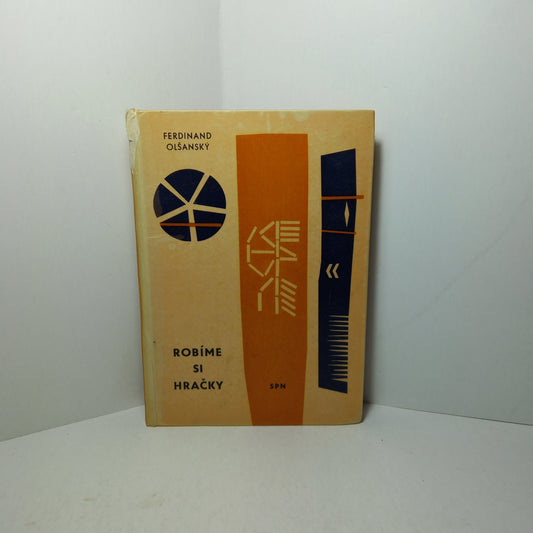 FERDINAND
OLŠANSKÝ
ROBÍME
SI
HRAČKY
SPN